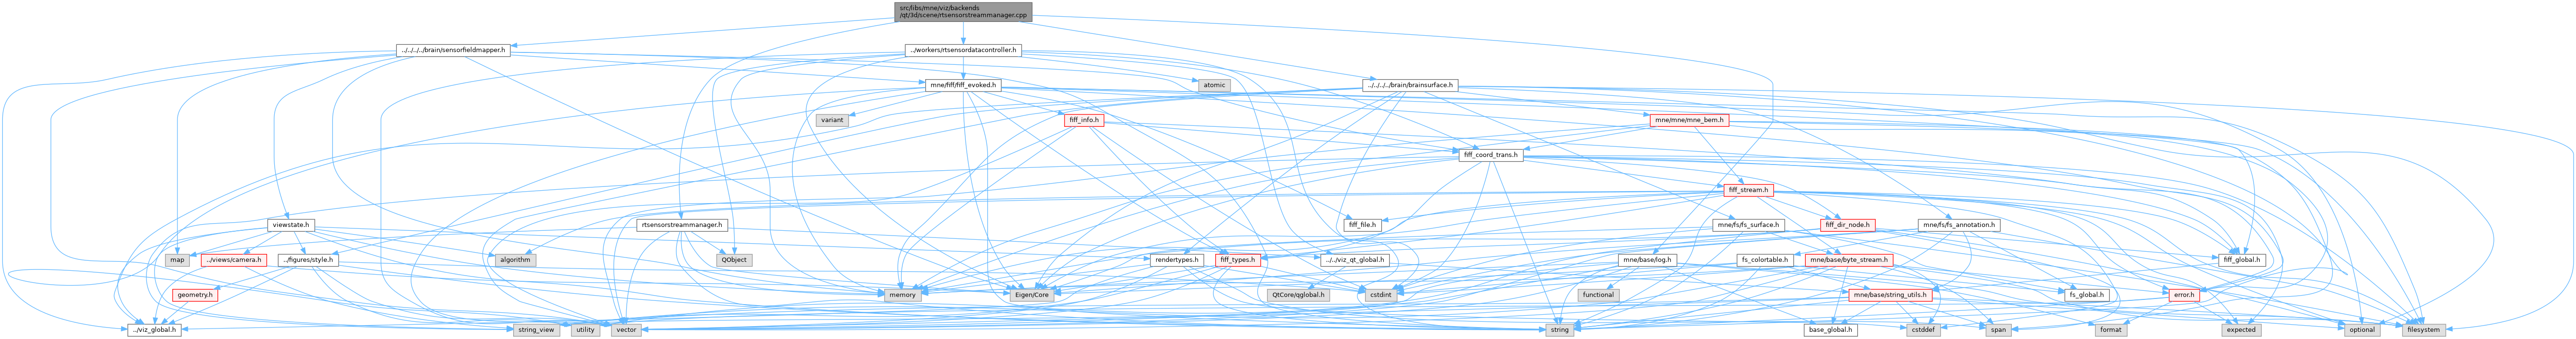 src/libs/mne/viz/backends
/qt/3d/scene/rtsensorstreammanager.cpp
../../../../brain/sensorfieldmapper.h
../workers/rtsensordatacontroller.h
mne/fiff/fiff_evoked.h
atomic
../../../../brain/brainsurface.h
variant
fiff_info.h
mne/mne/mne_bem.h
fiff_coord_trans.h
fiff_stream.h
viewstate.h
rtsensorstreammanager.h
fiff_file.h
mne/fs/fs_surface.h
fiff_dir_node.h
mne/fs/fs_annotation.h
map
../views/camera.h
../figures/style.h
algorithm
QObject
rendertypes.h
fiff_types.h
../../viz_qt_global.h
mne/base/log.h
fs_colortable.h
mne/base/byte_stream.h
fiff_global.h
geometry.h
memory
Eigen/Core
cstdint
QtCore/qglobal.h
functional
mne/base/string_utils.h
fs_global.h
error.h
../viz_global.h
string_view
utility
vector
string
base_global.h
cstddef
span
format
expected
optional
filesystem